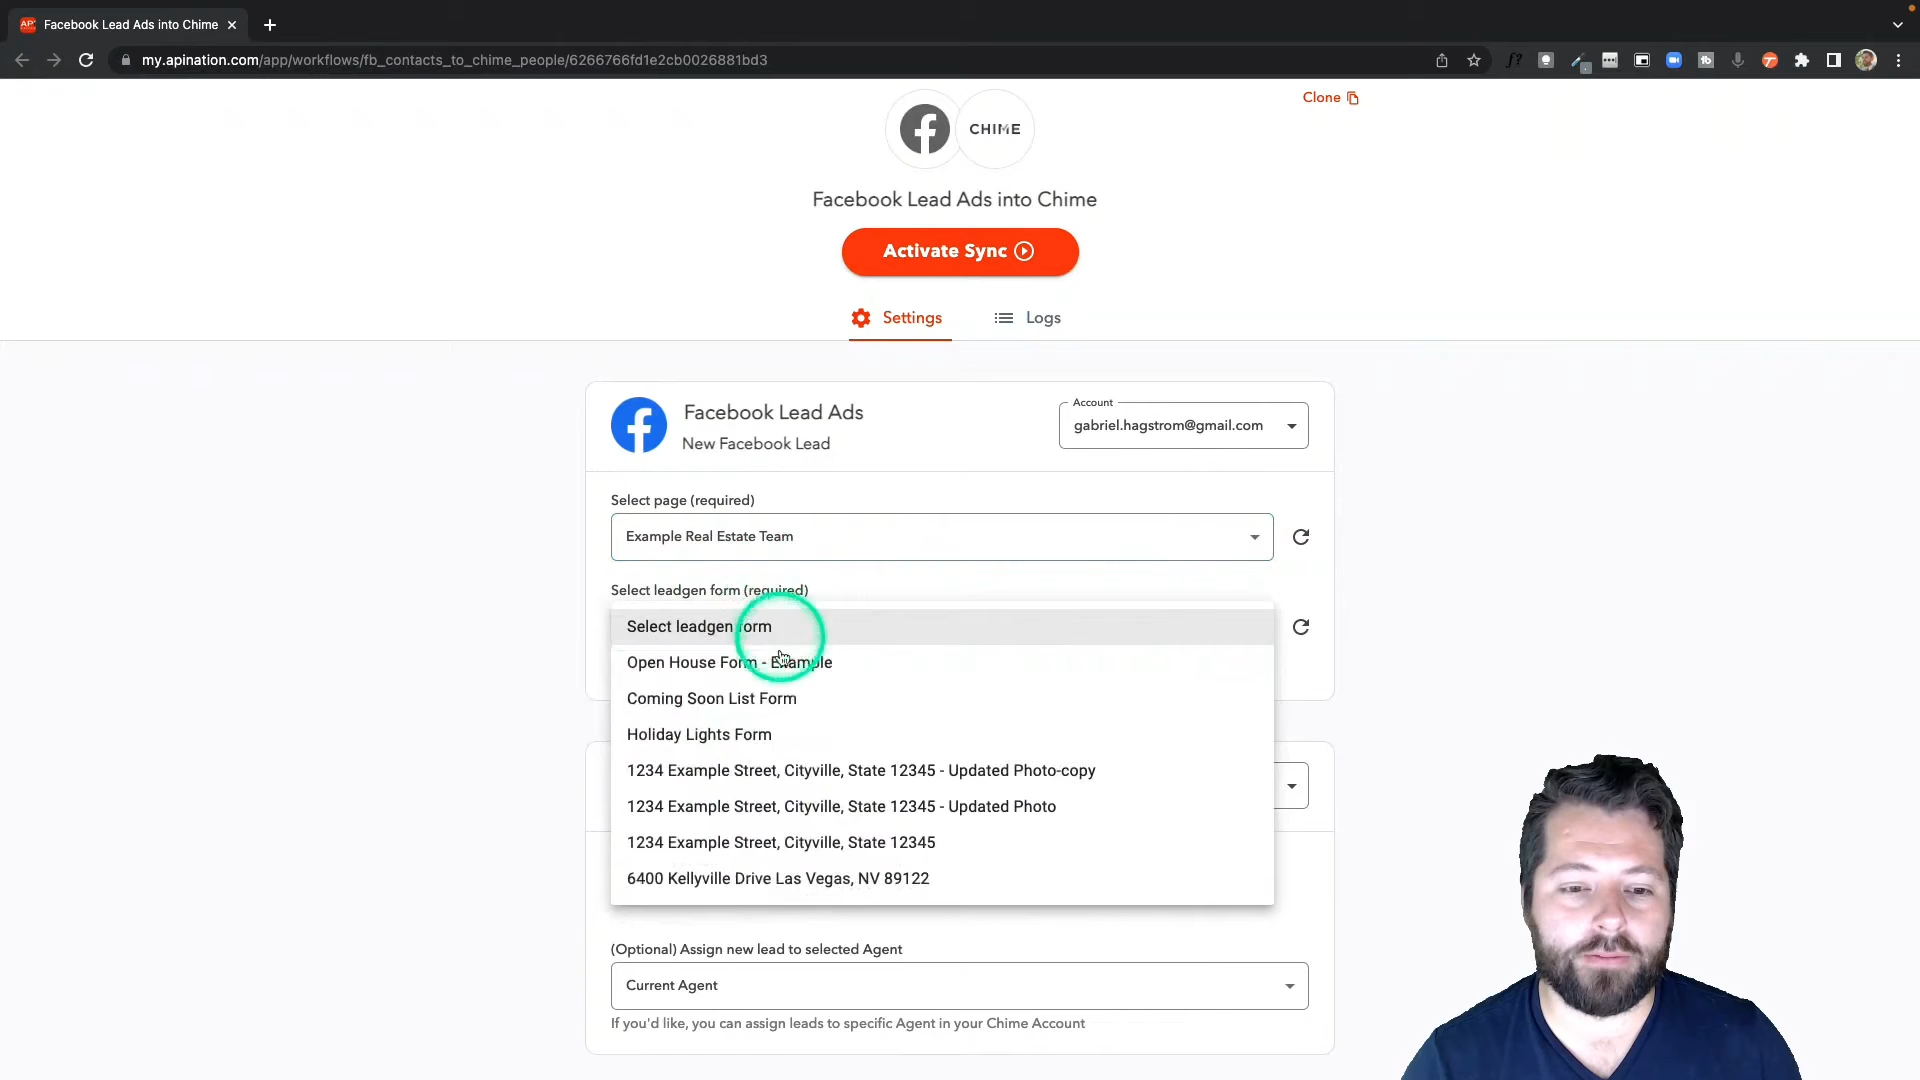 Facebook Lead Ads into Chime
my.apination.com/app/workflows/fb_contacts_to_chime_people/6266766fd1e2cb0026881bd3
Clone
CHIME
Facebook Lead Ads into Chime
Activate Sync
Settings
Logs
Facebook Lead Ads
New Facebook Lead
Account
gabriel.hagstrom@gmail.com
Select page (required)
Example Real Estate Team
Select leadgen form (required)
Select leadgen form
Open House Form - Example
Coming Soon List Form
Holiday Lights Form
1234 Example Street, Cityville, State 12345 - Updated Photo-copy
1234 Example Street, Cityville, State 12345 - Updated Photo
1234 Example Street, Cityville, State 12345
6400 Kellyville Drive Las Vegas, NV 89122
(Optional) Assign new lead to selected Agent
Current Agent
If you'd like, you can assign leads to specific Agent in your Chime Account